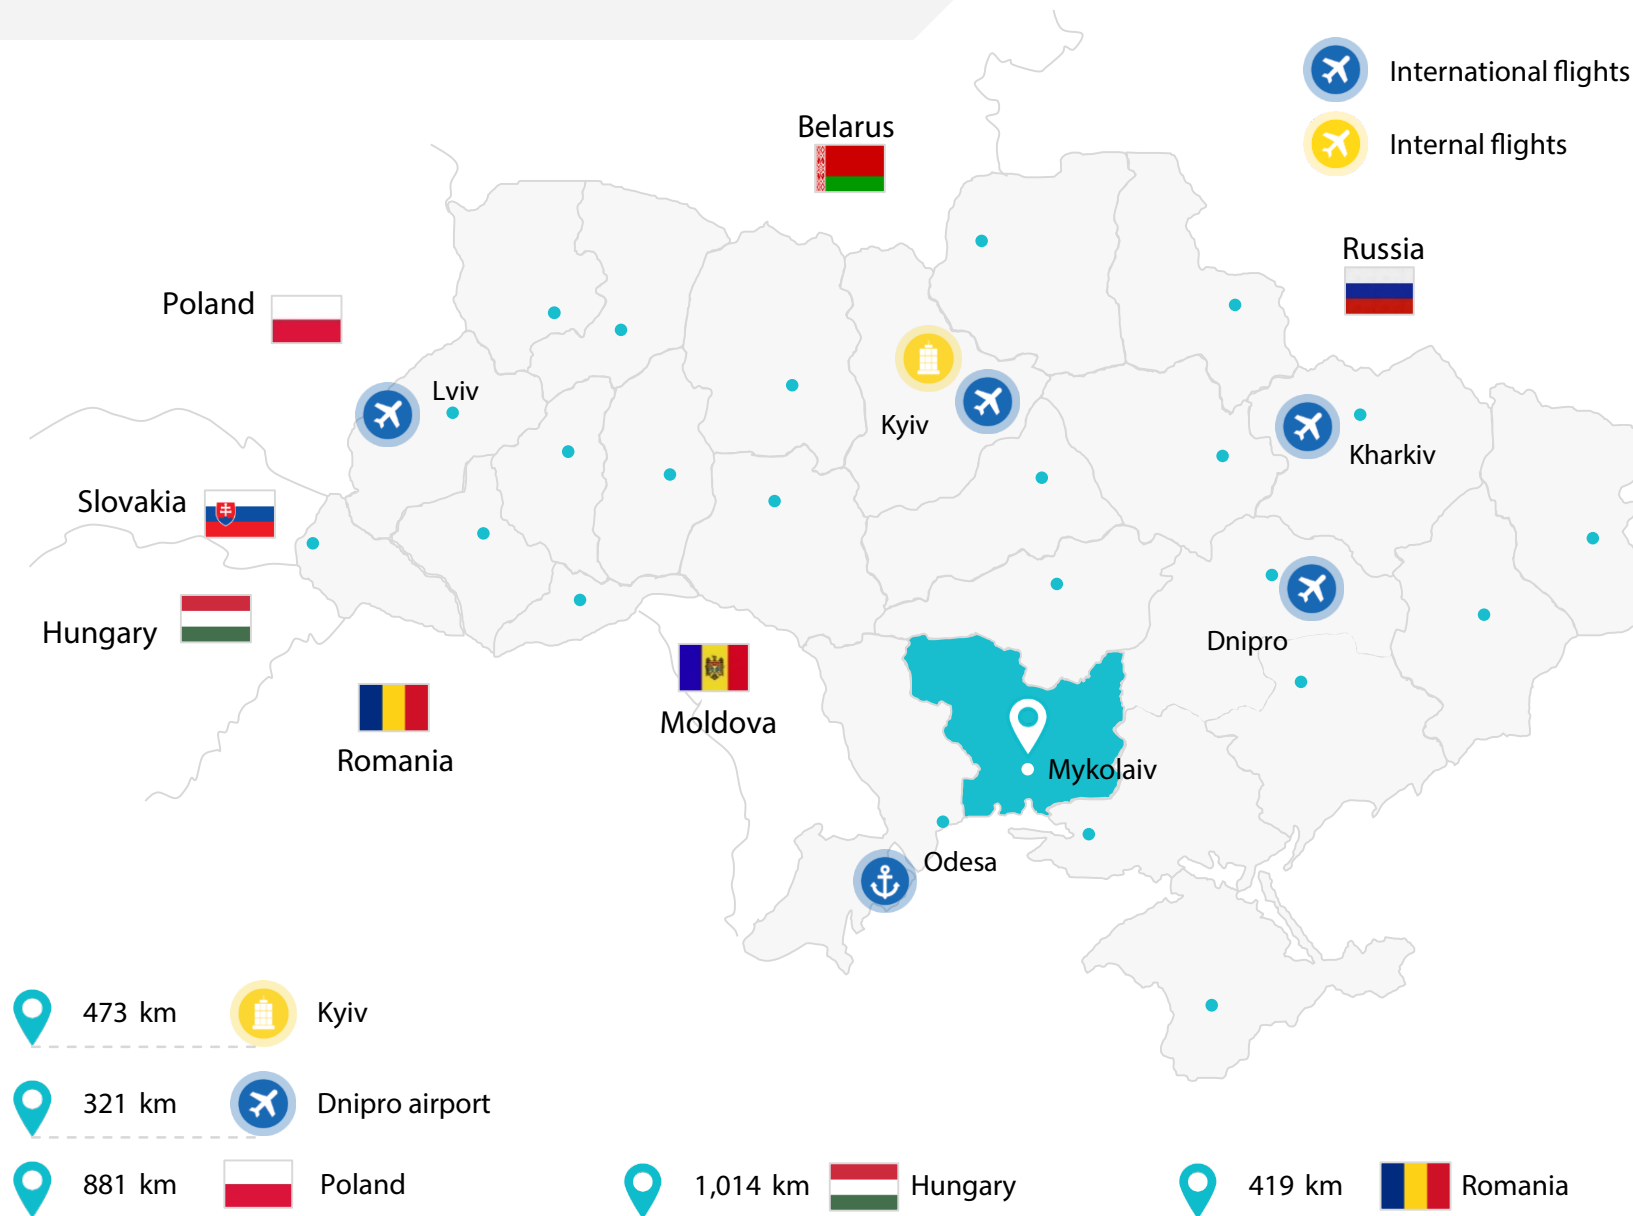 International flights
Internal flights
Belarus
Russia
Poland
Lviv
Kyiv
Kharkiv
Slovakia
Hungary
Dnipro
Moldova
Romania
Mykolaiv
Odesa
473 km Kyiv
321 km Dnipro airport
881 km Poland
1,014 km Hungary
419 km Romania